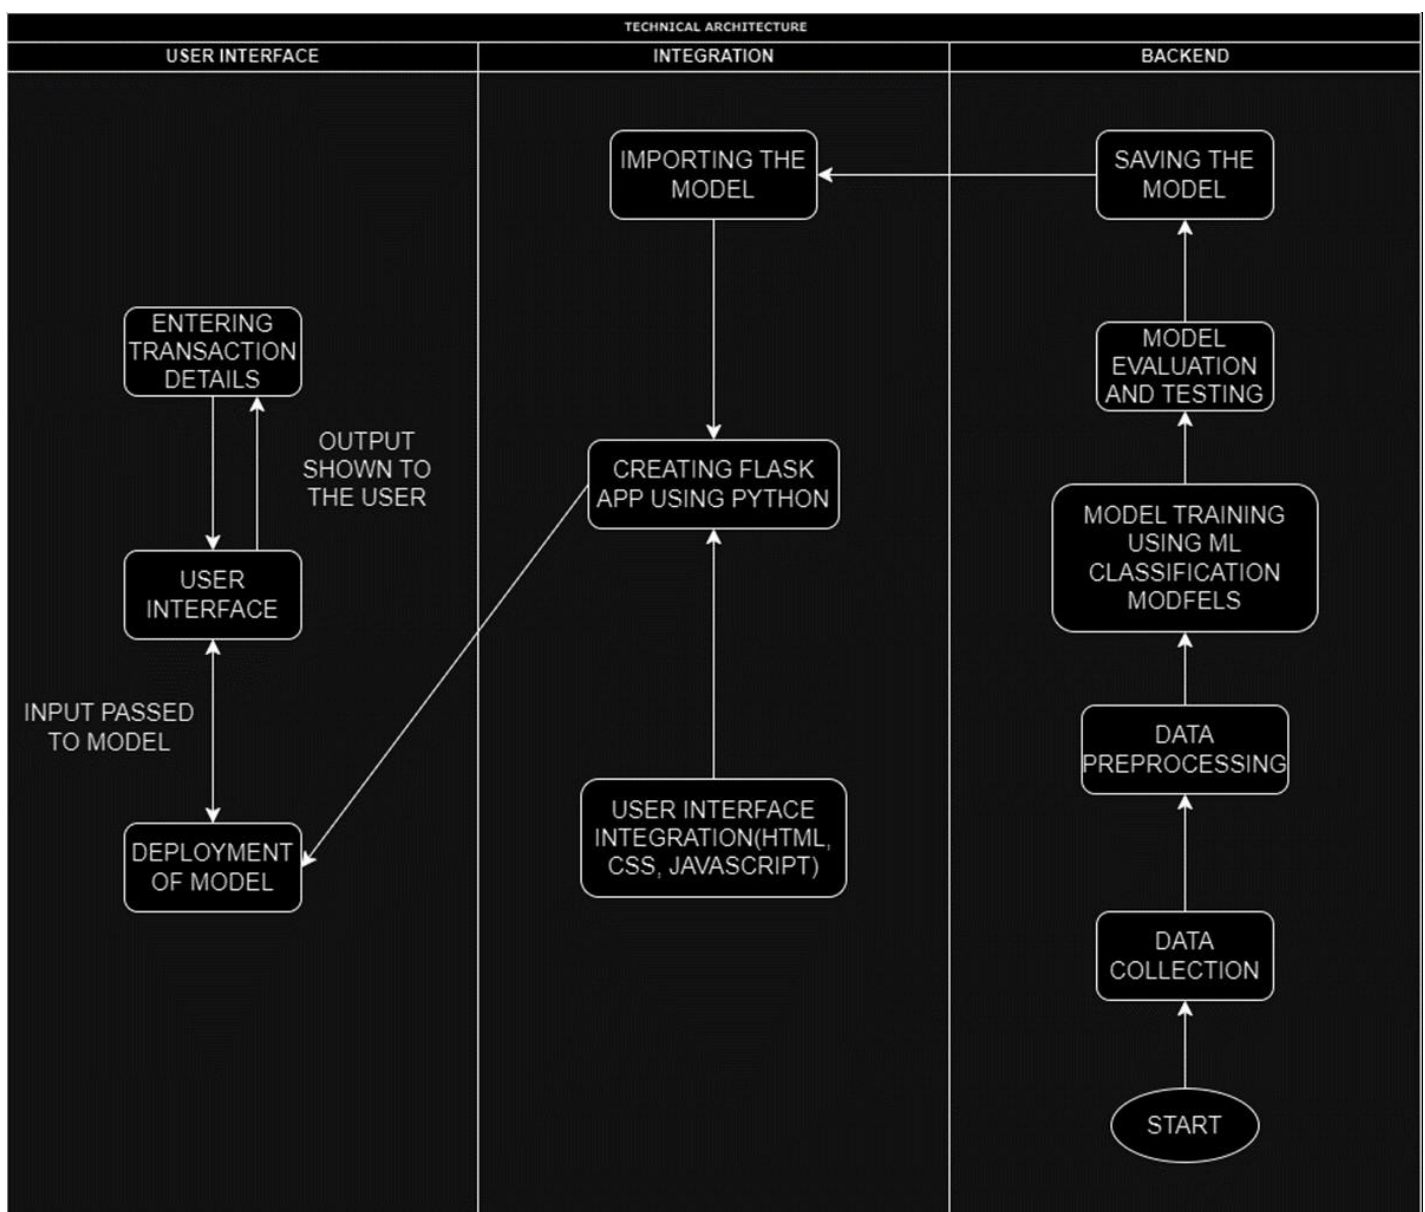 TECHNICAL ARCHITECTURE
USER INTERFACE
INTEGRATION
BACKEND
ENTERING
TRANSACTION
DETAILS
OUTPUT
SHOWN TO
THE USER
USER
INTERFACE
INPUT PASSED
TO MODEL
DEPLOYMENT
OF MODEL
IMPORTING THE
MODEL
CREATING FLASK
APP USING PYTHON
USER INTERFACE
INTEGRATION(HTML,
CSS, JAVASCRIPT)
SAVING THE
MODEL
MODEL
EVALUATION
AND TESTING
MODEL TRAINING
USING ML
CLASSIFICATION
MODFELS
DATA
PREPROCESSING
DATA
COLLECTION
START